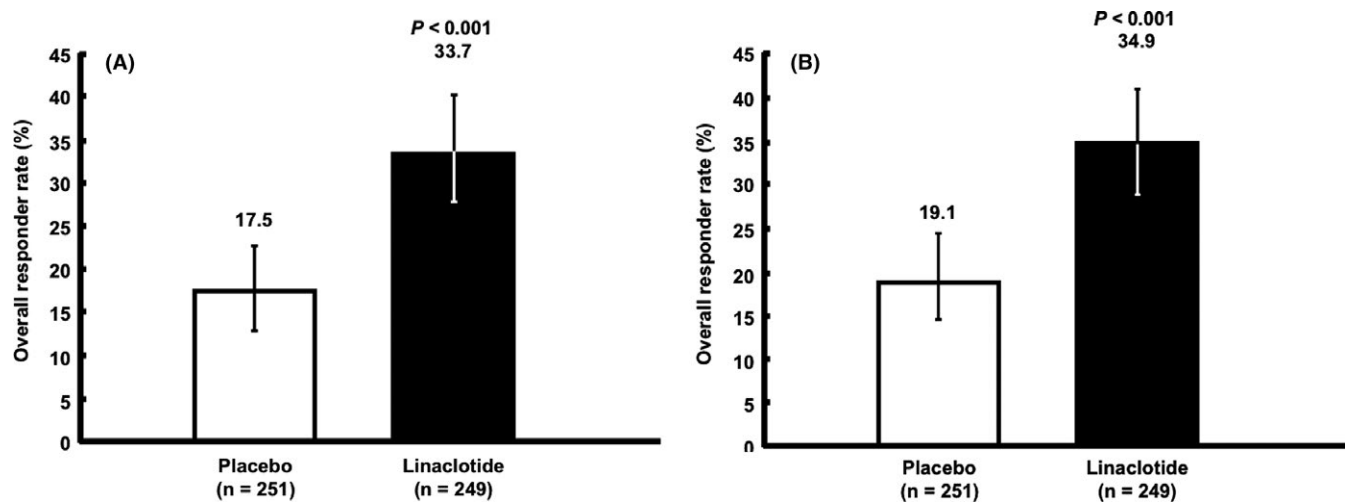 (A)
Overall responder rate (%)
45
40
35
30
25
20
15
10
5
0
17.5
P < 0.001
33.7
Placebo
(n = 251)
Linaclotide
(n = 249)
(B)
Overall responder rate (%)
45
40
35
30
25
20
15
10
5
0
19.1
P < 0.001
34.9
Placebo
(n = 251)
Linaclotide
(n = 249)